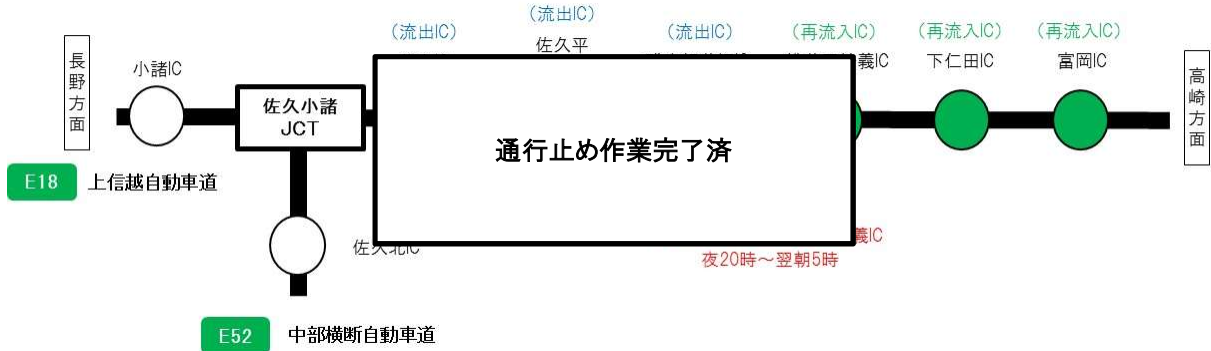 （流出IC）
（流出IC）
（流出IC）
（再流入IC）
（再流入IC）
（再流入IC）
長野方面
小諸IC
佐久平
義IC
下仁田IC
富岡IC
高崎方面
佐久小諸
JCT
通行止め作業完了済
E18 上信越自動車道
佐久北IC
義IC
夜20時～翌朝5時
E52 中部横断自動車道